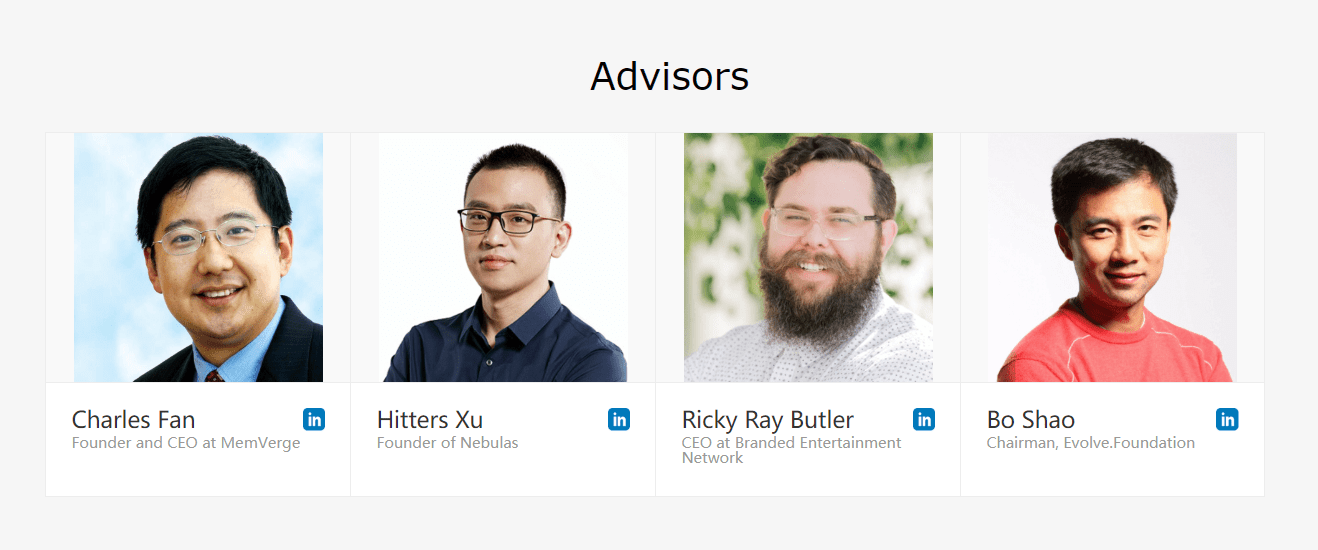 Advisors
Charles Fan
in
Founder and CEO at MemVerge
Hitters Xu
in
Founder of Nebulas
Ricky Ray Butler
in
CEO at Branded Entertainment
Network
Bo Shao
in
Chairman, Evolve.Foundation